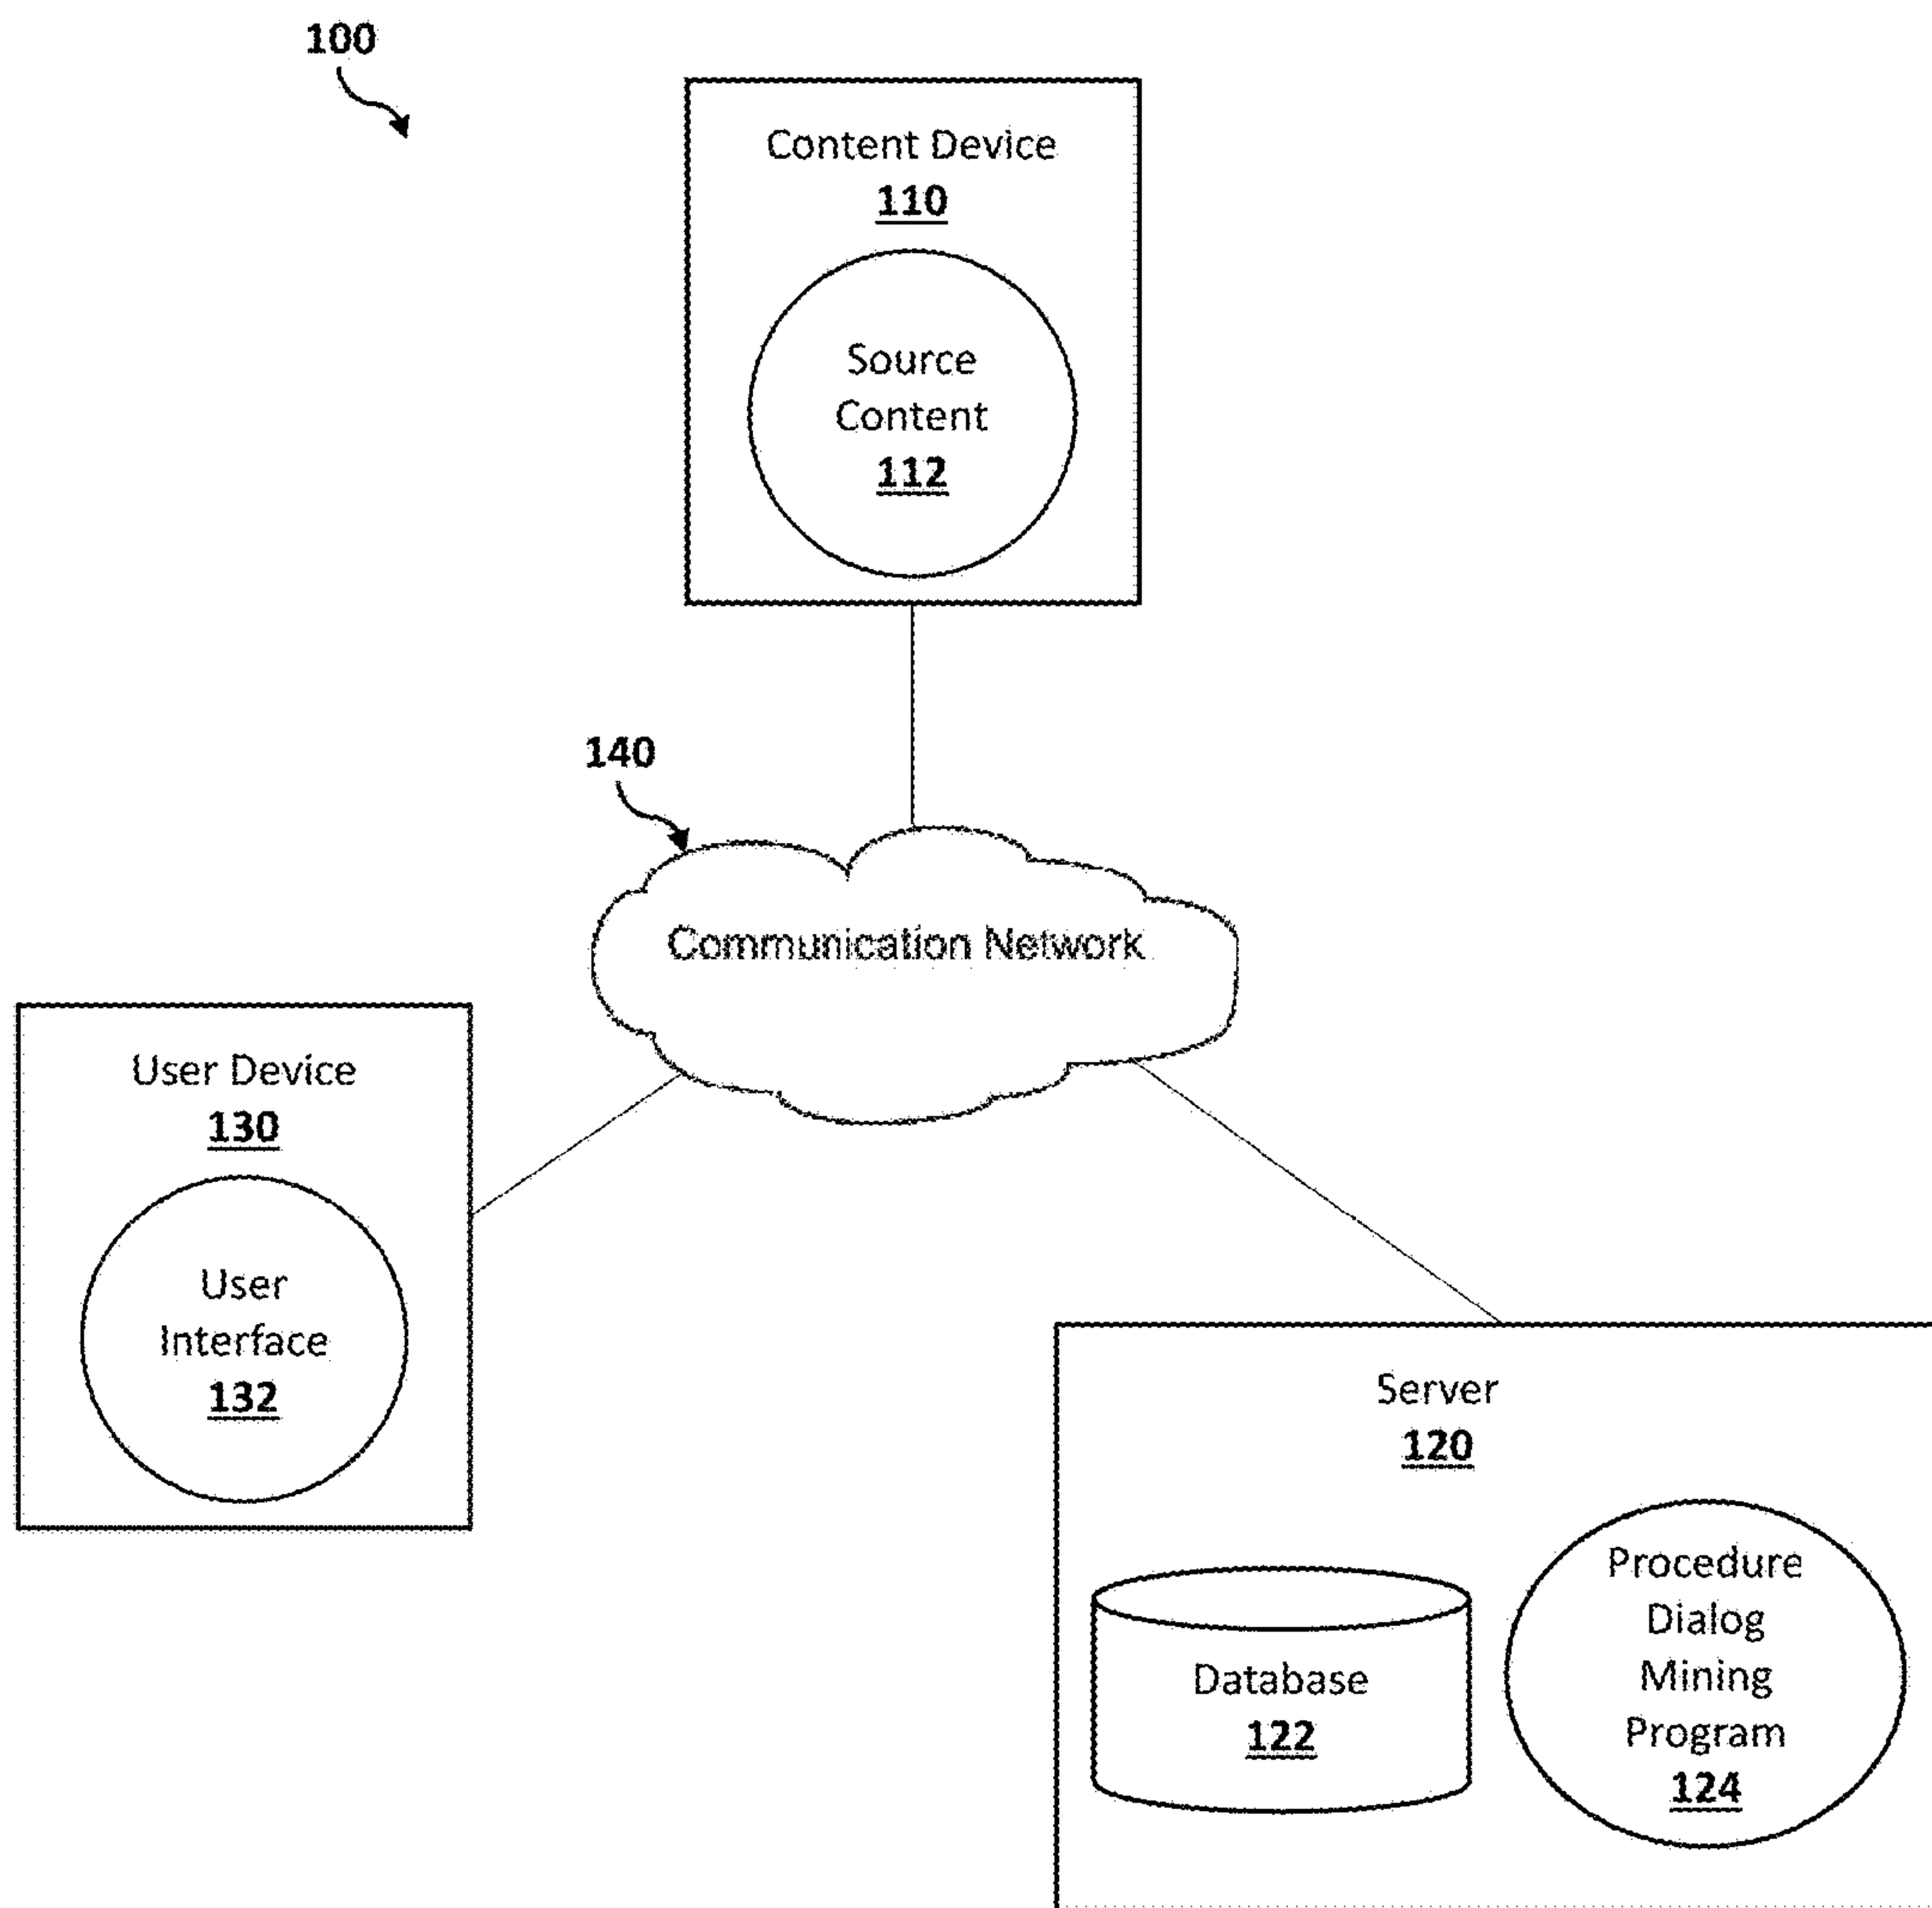 100
Content Device
110
Source
Content
112
140
Communication Network
User Device
130
User
Interface
132
Server
120
Database
122
Procedure
Dialog
Mining
Program
124